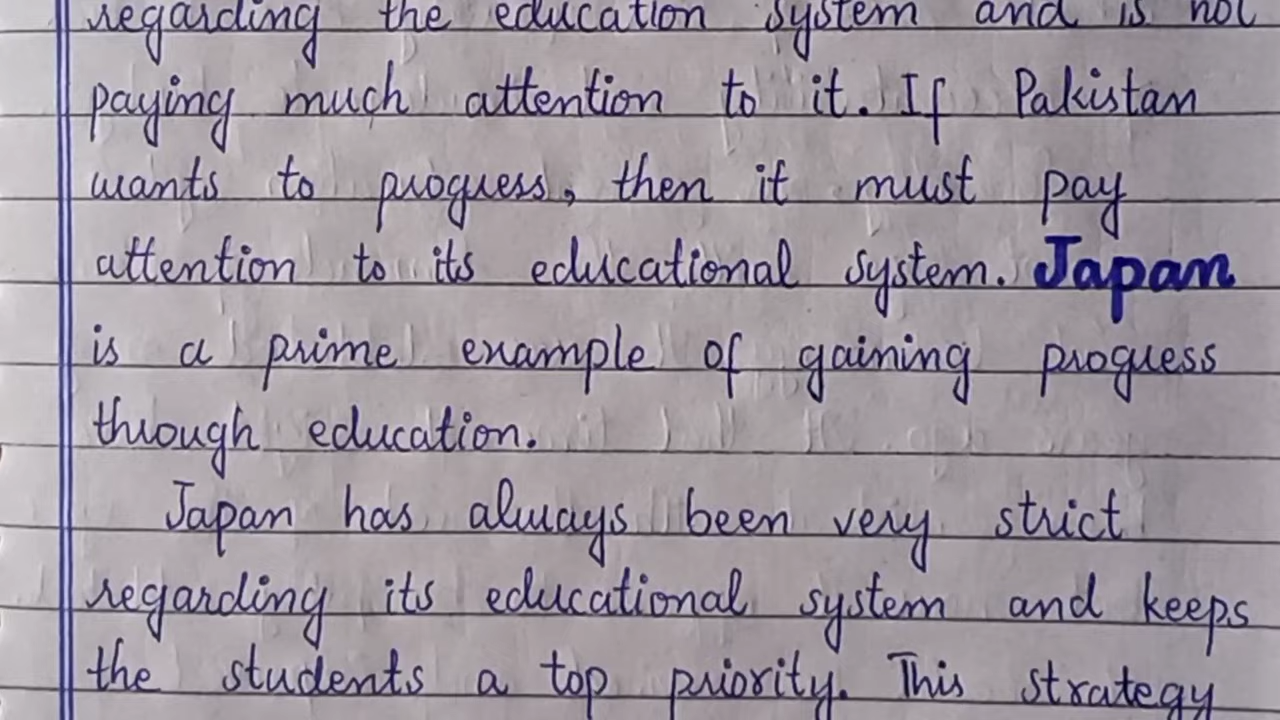 regarding the education system and is not
paying much attention to it. If Pakistan
wants to progress, then it must pay
attention to its educational system. Japan
is a prime example of gaining progress
through education.
Japan has always been very strict
regarding its educational system and keeps
the students a top priority. This strategy